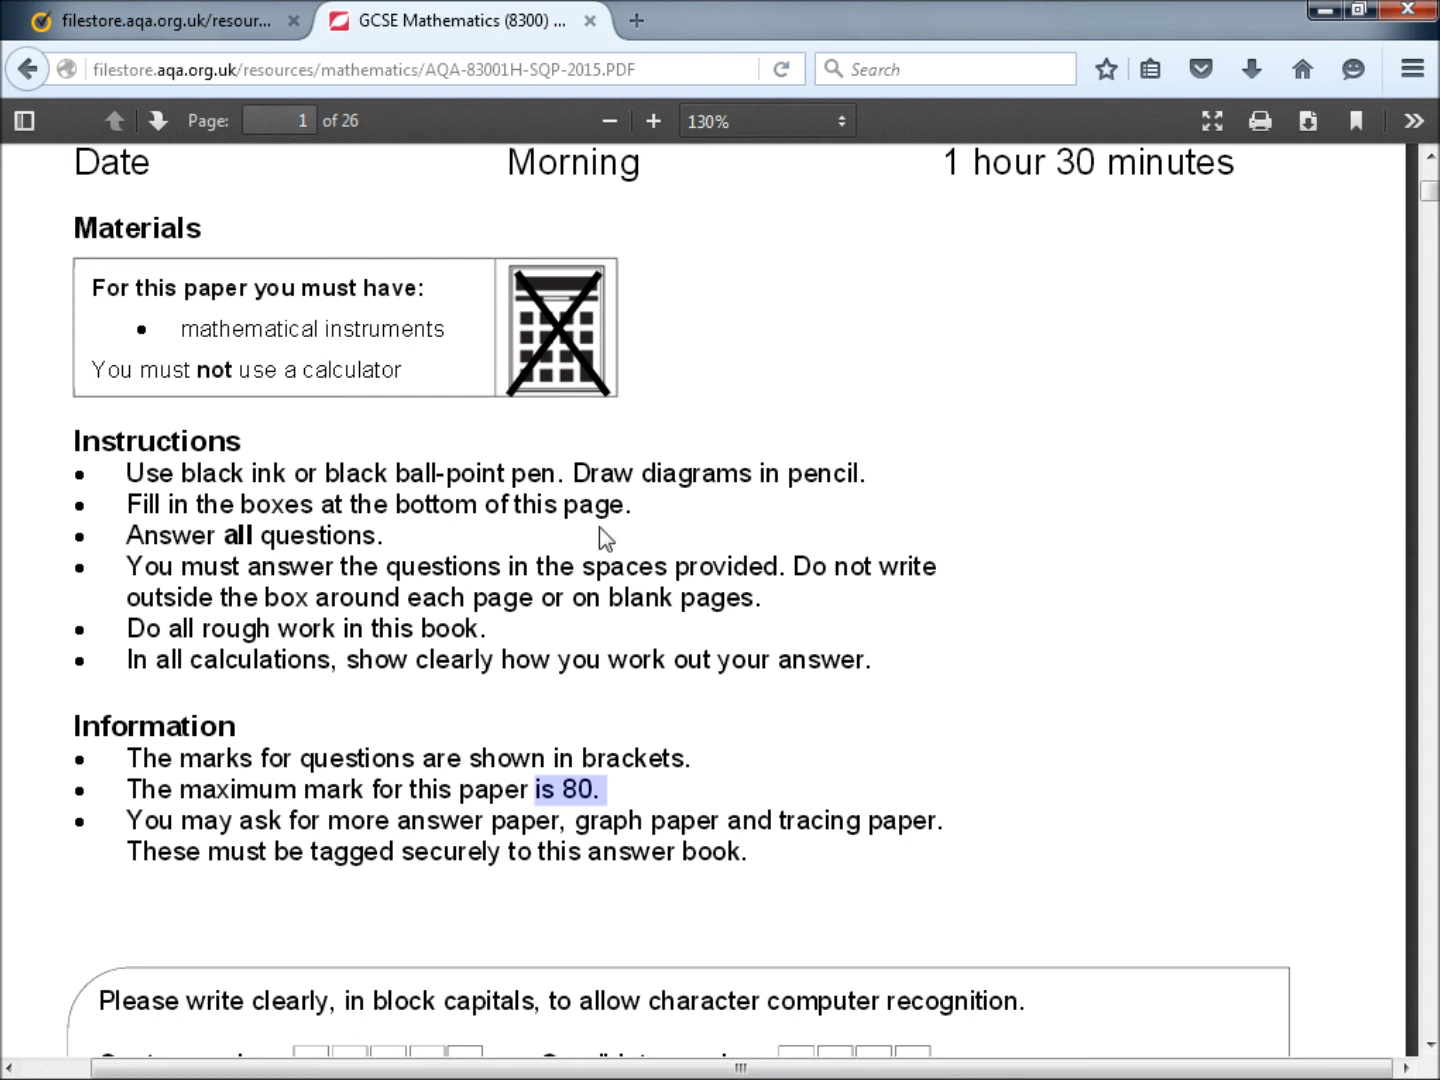 filestore.aqa.org.uk/resour...
GCSE Mathematics (8300) ...
filestore.aqa.org.uk/resources/mathematics/AQA-83001H-SQP-2015.PDF
Search
Page: 1 of 26
130%
Date Morning 1 hour 30 minutes
Materials
For this paper you must have:
• mathematical instruments
You must not use a calculator
Instructions
• Use black ink or black ball-point pen. Draw diagrams in pencil.
• Fill in the boxes at the bottom of this page.
• Answer all questions.
• You must answer the questions in the spaces provided. Do not write
outside the box around each page or on blank pages.
• Do all rough work in this book.
• In all calculations, show clearly how you work out your answer.
Information
• The marks for questions are shown in brackets.
• The maximum mark for this paper is 80.
• You may ask for more answer paper, graph paper and tracing paper.
These must be tagged securely to this answer book.
Please write clearly, in block capitals, to allow character computer recognition.